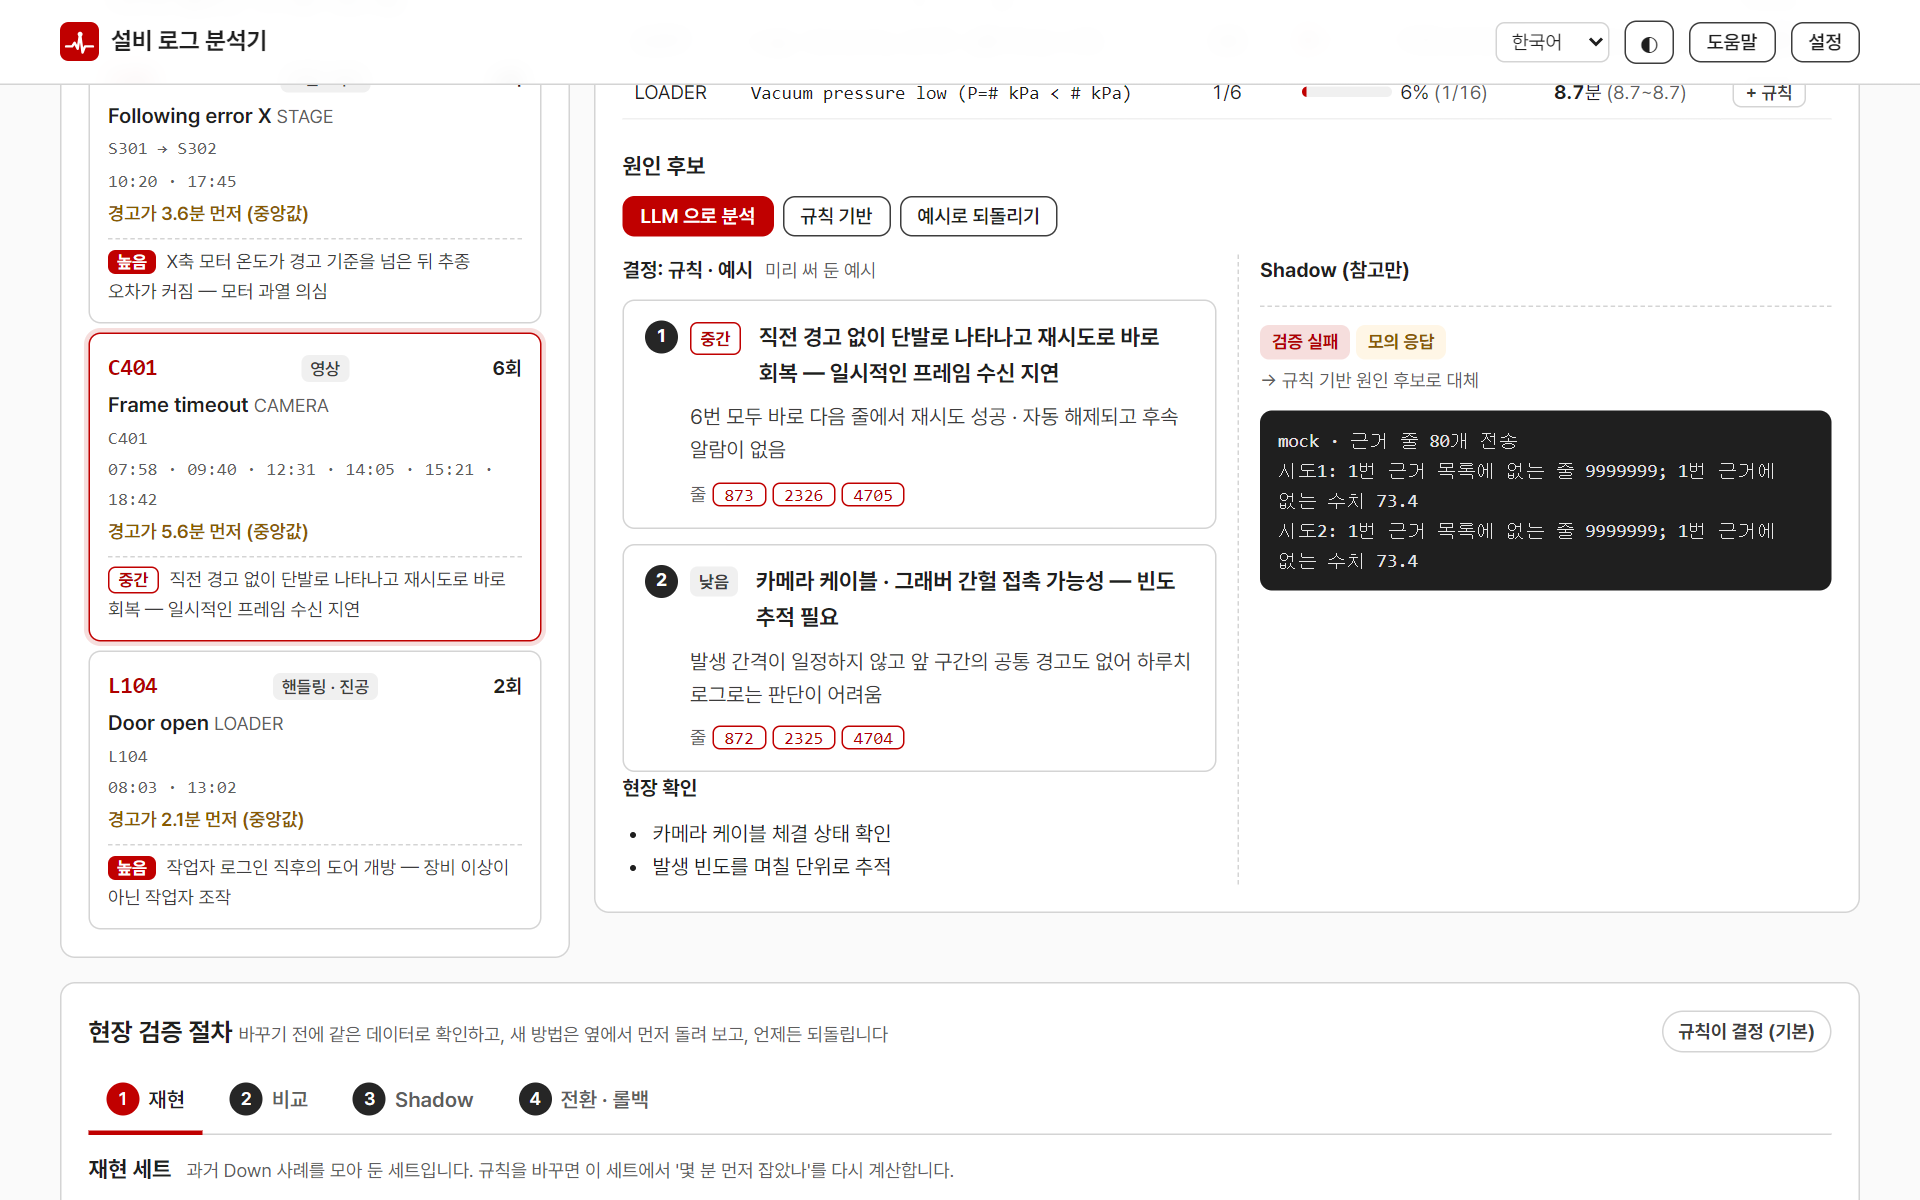 설비 로그 분석기
한국어
도움말
설정
Following error X STAGE
S301 → S302
10:20 · 17:45
경고가 3.6분 먼저 (중앙값)
높음 X축 모터 온도가 경고 기준을 넘은 뒤 추종
오차가 커짐 — 모터 과열 의심
C401 영상 6회
Frame timeout CAMERA
C401
07:58 · 09:40 · 12:31 · 14:05 · 15:21 ·
18:42
경고가 5.6분 먼저 (중앙값)
중간 직전 경고 없이 단발로 나타나고 재시도로 바로
회복 — 일시적인 프레임 수신 지연
L104 핸들링 · 진공 2회
Door open LOADER
L104
08:03 · 13:02
경고가 2.1분 먼저 (중앙값)
높음 작업자 로그인 직후의 도어 개방 — 장비 이상이
아닌 작업자 조작
LOADER Vacuum pressure low (P=# kPa < # kPa) 1/6 6% (1/16) 8.7분 (8.7~8.7) + 규칙
원인 후보
LLM 으로 분석 규칙 기반 예시로 되돌리기
결정: 규칙 · 예시 미리 써 둔 예시
1 중간 직전 경고 없이 단발로 나타나고 재시도로 바로
회복 — 일시적인 프레임 수신 지연
6번 모두 바로 다음 줄에서 재시도 성공 · 자동 해제되고 후속
알람이 없음
줄 873 2326 4705
2 낮음 카메라 케이블 · 그래버 간헐 접촉 가능성 — 빈도
추적 필요
발생 간격이 일정하지 않고 앞 구간의 공통 경고도 없어 하루치
로그로는 판단이 어려움
줄 872 2325 4704
현장 확인
• 카메라 케이블 체결 상태 확인
• 발생 빈도를 며칠 단위로 추적
Shadow (참고만)
검증 실패 모의 응답
→ 규칙 기반 원인 후보로 대체
mock · 근거 줄 80개 전송
시도1: 1번 근거 목록에 없는 줄 9999999; 1번 근거에
없는 수치 73.4
시도2: 1번 근거 목록에 없는 줄 9999999; 1번 근거에
없는 수치 73.4
현장 검증 절차 바꾸기 전에 같은 데이터로 확인하고, 새 방법은 옆에서 먼저 돌려 보고, 언제든 되돌립니다
규칙이 결정 (기본)
1 재현 2 비교 3 Shadow 4 전환 · 롤백
재현 세트 과거 Down 사례를 모아 둔 세트입니다. 규칙을 바꾸면 이 세트에서 '몇 분 먼저 잡았나'를 다시 계산합니다.